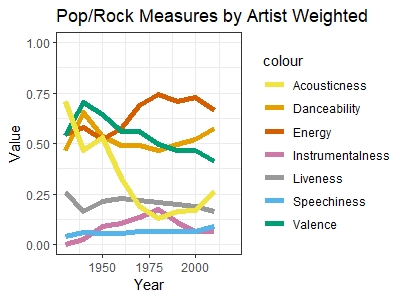 Pop/Rock Measures by Artist Weighted
1.00
0.75
0.50
0.25
0.00
Value
1950
1975
2000
Year
colour
Acousticness
Danceability
Energy
Instrumentalness
Liveness
Speechiness
Valence